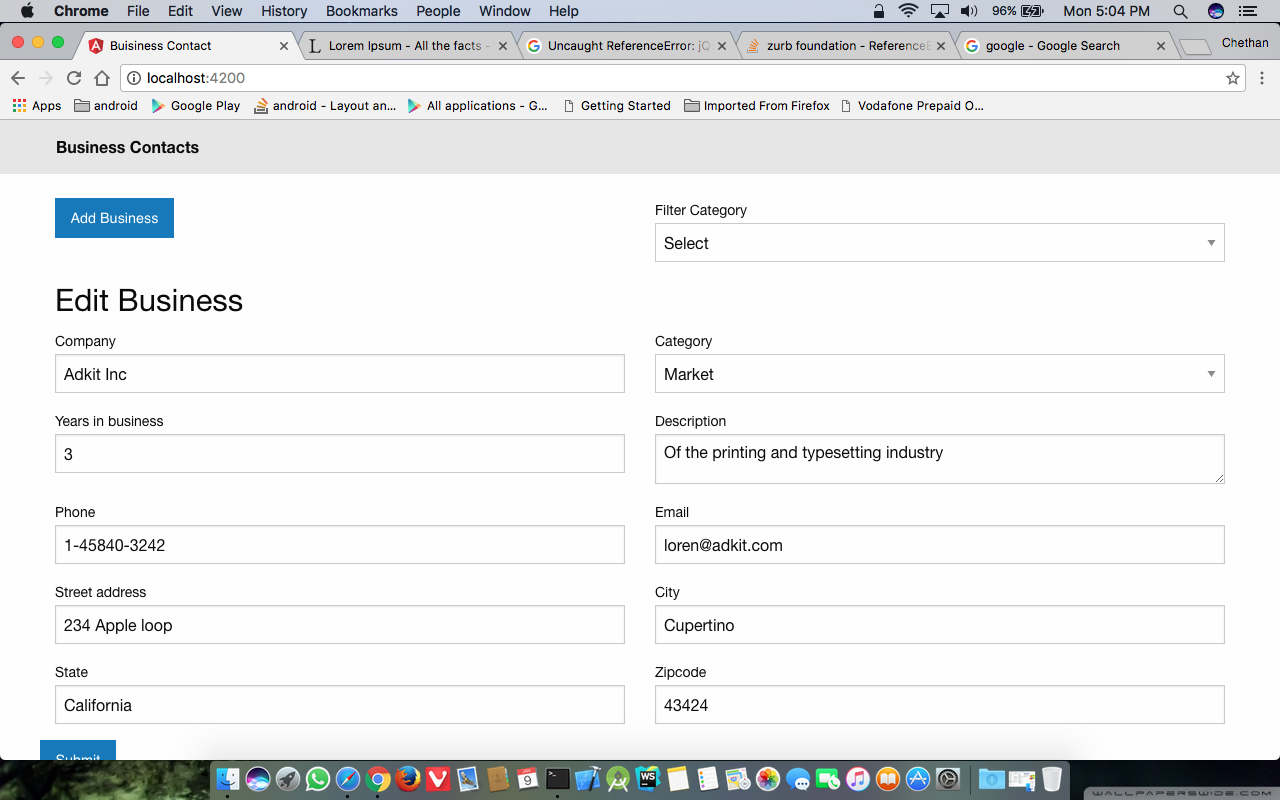 Chrome File Edit View History Bookmarks People Window Help 96% Mon 5:04 PM
Buisiness Contact Lorem Ipsum - All the facts - Uncaught ReferenceError: jQ zurb foundation - ReferenceE google - Google Search Chethan
localhost:4200
Apps android Google Play android - Layout an... All applications - G... Getting Started Imported From Firefox Vodafone Prepaid O...
Business Contacts
Add Business
Filter Category
Select
Edit Business
Company Category
Adkit Inc Market
Years in business Description
3 Of the printing and typesetting industry
Phone Email
1-45840-3242 loren@adkit.com
Street address City
234 Apple loop Cupertino
State Zipcode
California 43424
Submit
9
WS
WALLPAPERSWIDE.COM